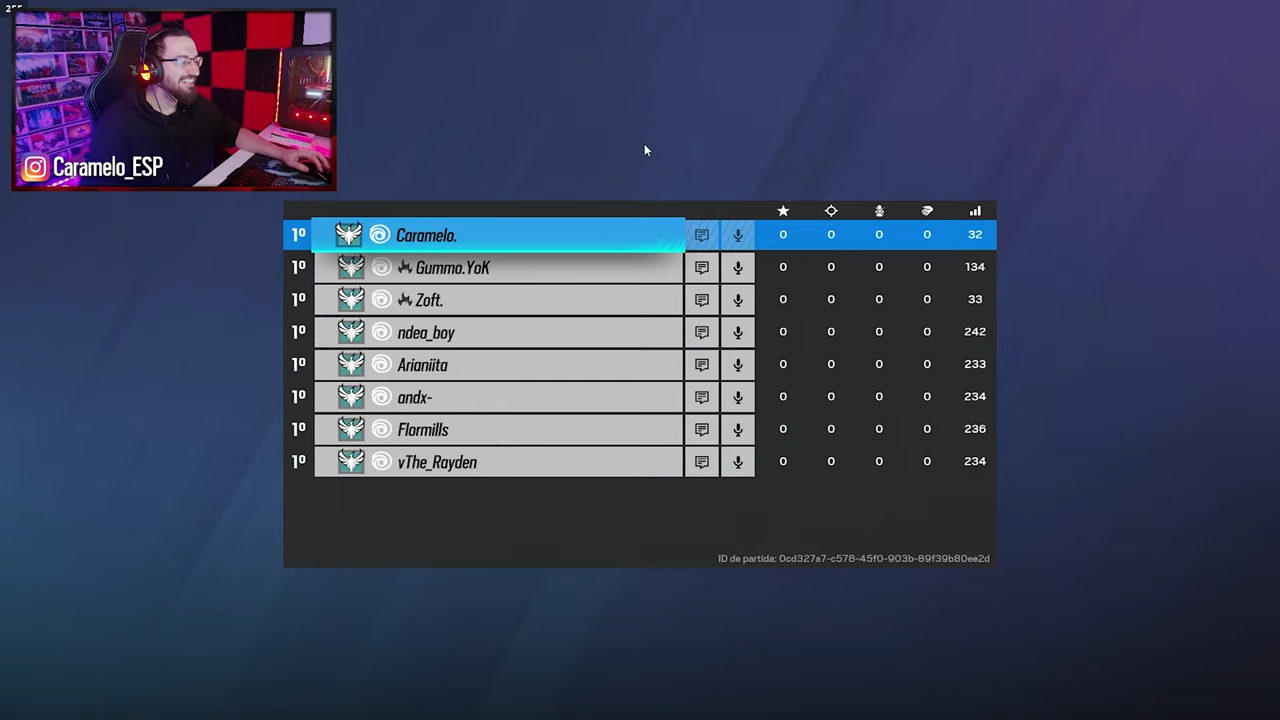 255
Caramelo_ESP
1º Caramelo. 0 0 0 0 32
1º Gummo.YoK 0 0 0 0 134
1º Zoft. 0 0 0 0 33
1º ndea_boy 0 0 0 0 242
1º Arianiita 0 0 0 0 233
1º andx- 0 0 0 0 234
1º Flormills 0 0 0 0 236
1º vThe_Rayden 0 0 0 0 234
ID de partida: 0cd327a7-c578-45f0-903b-89f39b80ee2d